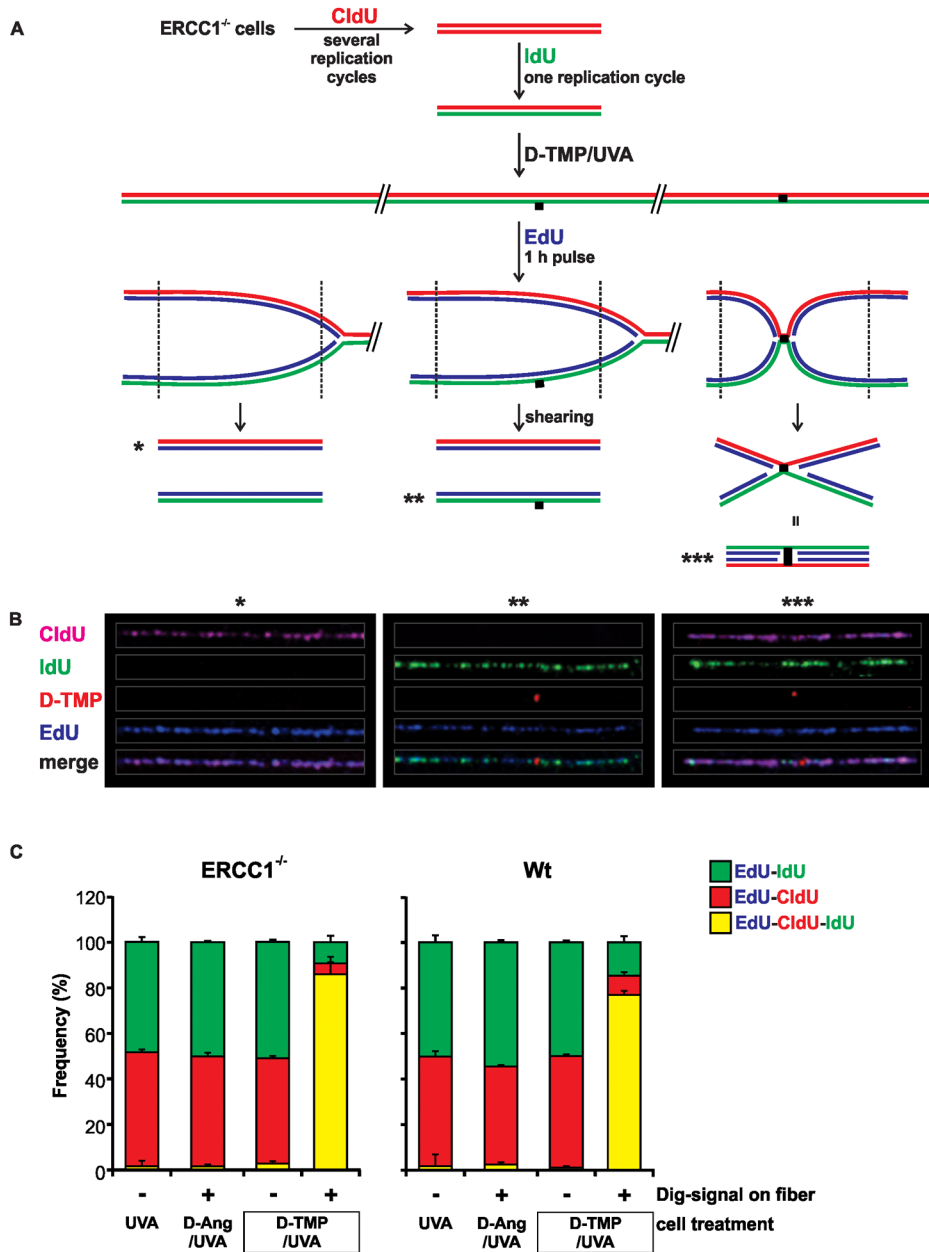 A
ERCC1-/- cells
CldU
several
replication
cycles
IdU
one replication cycle
D-TMP/UVA
EdU
1 h pulse
shearing
*
**
=
***
B
* ** ***
CldU
IdU
D-TMP
EdU
merge
C
ERCC1-/- Wt
EdU-IdU
EdU-CldU
EdU-CldU-IdU
Frequency (%)
120
100
80
60
40
20
0
- + - + - + - + Dig-signal on fiber
UVA D-Ang /UVA D-TMP /UVA UVA D-Ang /UVA D-TMP /UVA cell treatment